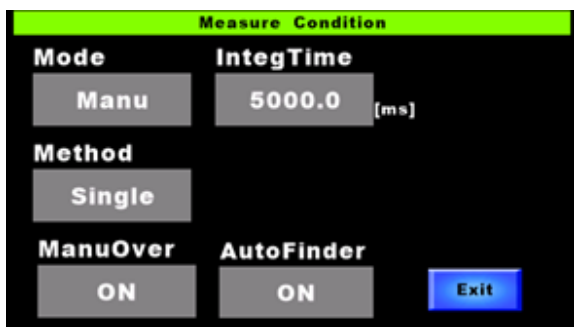 Measure Condition
Mode IntegTime
Manu 5000.0 [ms]
Method
Single
ManuOver AutoFinder
ON ON Exit